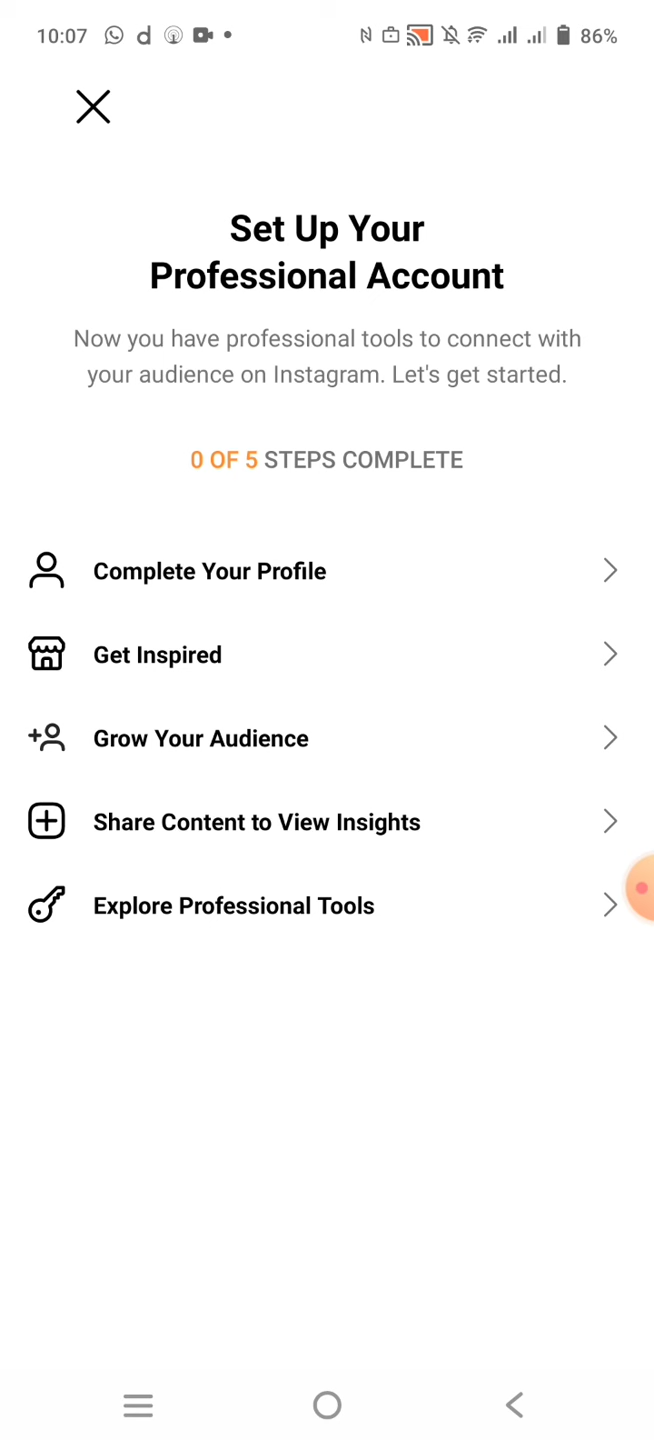 10:07
86%
Set Up Your
Professional Account
Now you have professional tools to connect with
your audience on Instagram. Let's get started.
0 OF 5 STEPS COMPLETE
Complete Your Profile
Get Inspired
Grow Your Audience
Share Content to View Insights
Explore Professional Tools